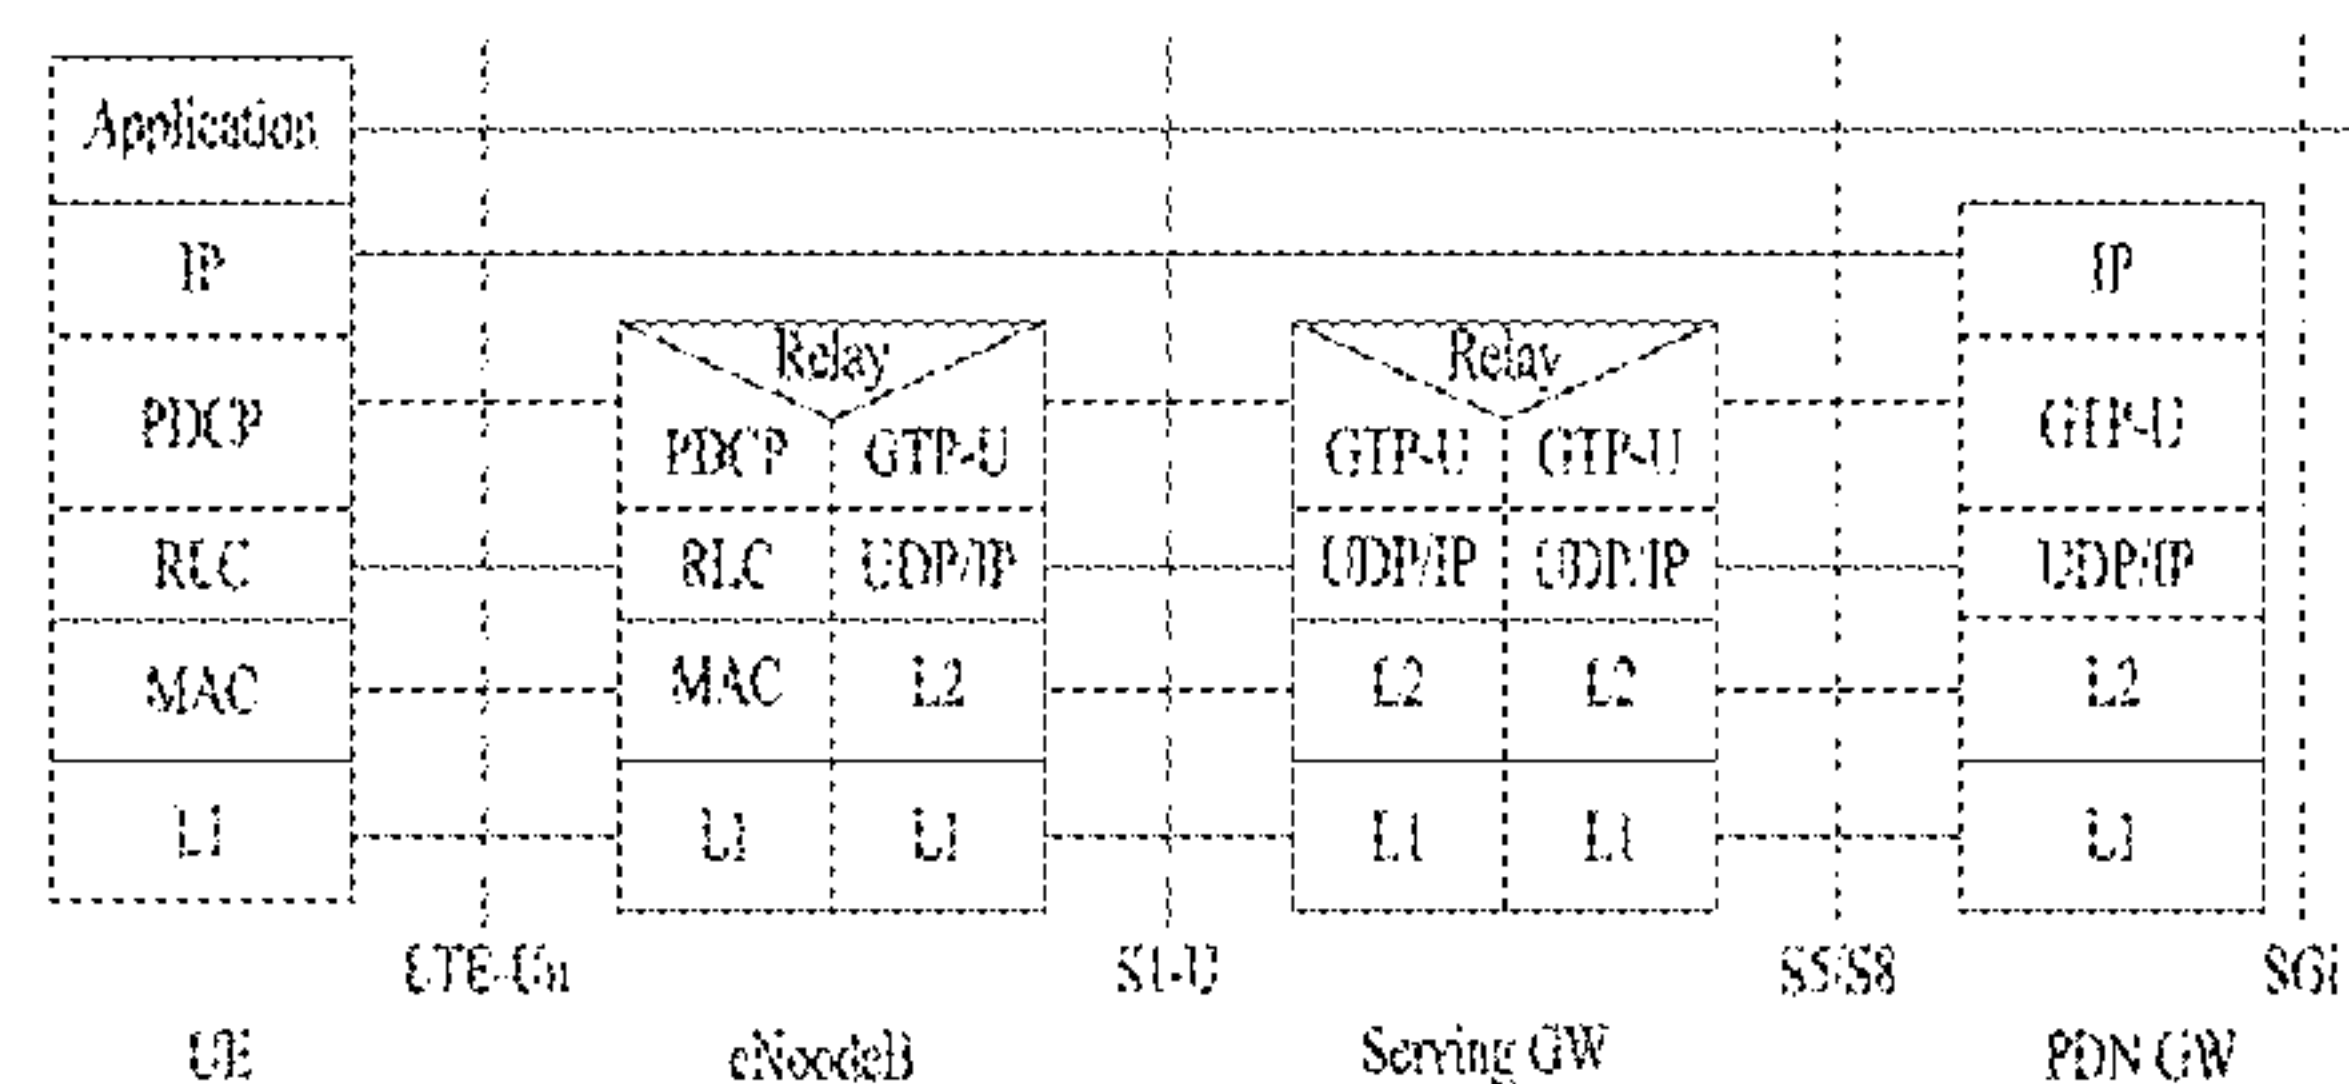 Application
IP
IP
Relay
Relay
PDCP
PDCP
GTP-U
GTP-U
GTP-U
GTP-U
RLC
RLC
UDP/IP
UDP/IP
UDP/IP
UDP/IP
MAC
MAC
L2
L2
L2
L2
L1
L1
L1
L1
L1
L1
LTE-Uu
S1-U
S5/S8
SGi
UE
eNoodeB
Serving GW
PDN GW